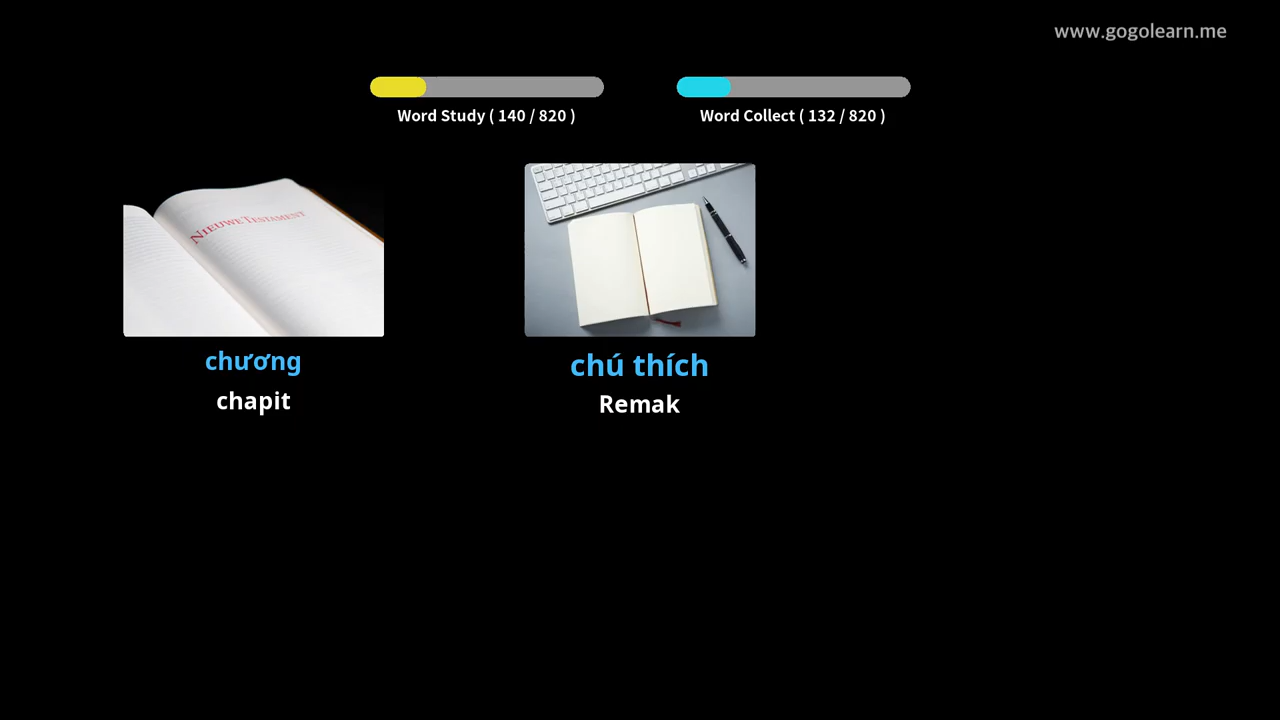 www.gogolearn.me
Word Study ( 140 / 820 )
Word Collect ( 132 / 820 )
NIEUWE TESTAMENT
chương
chapit
chú thích
Remak